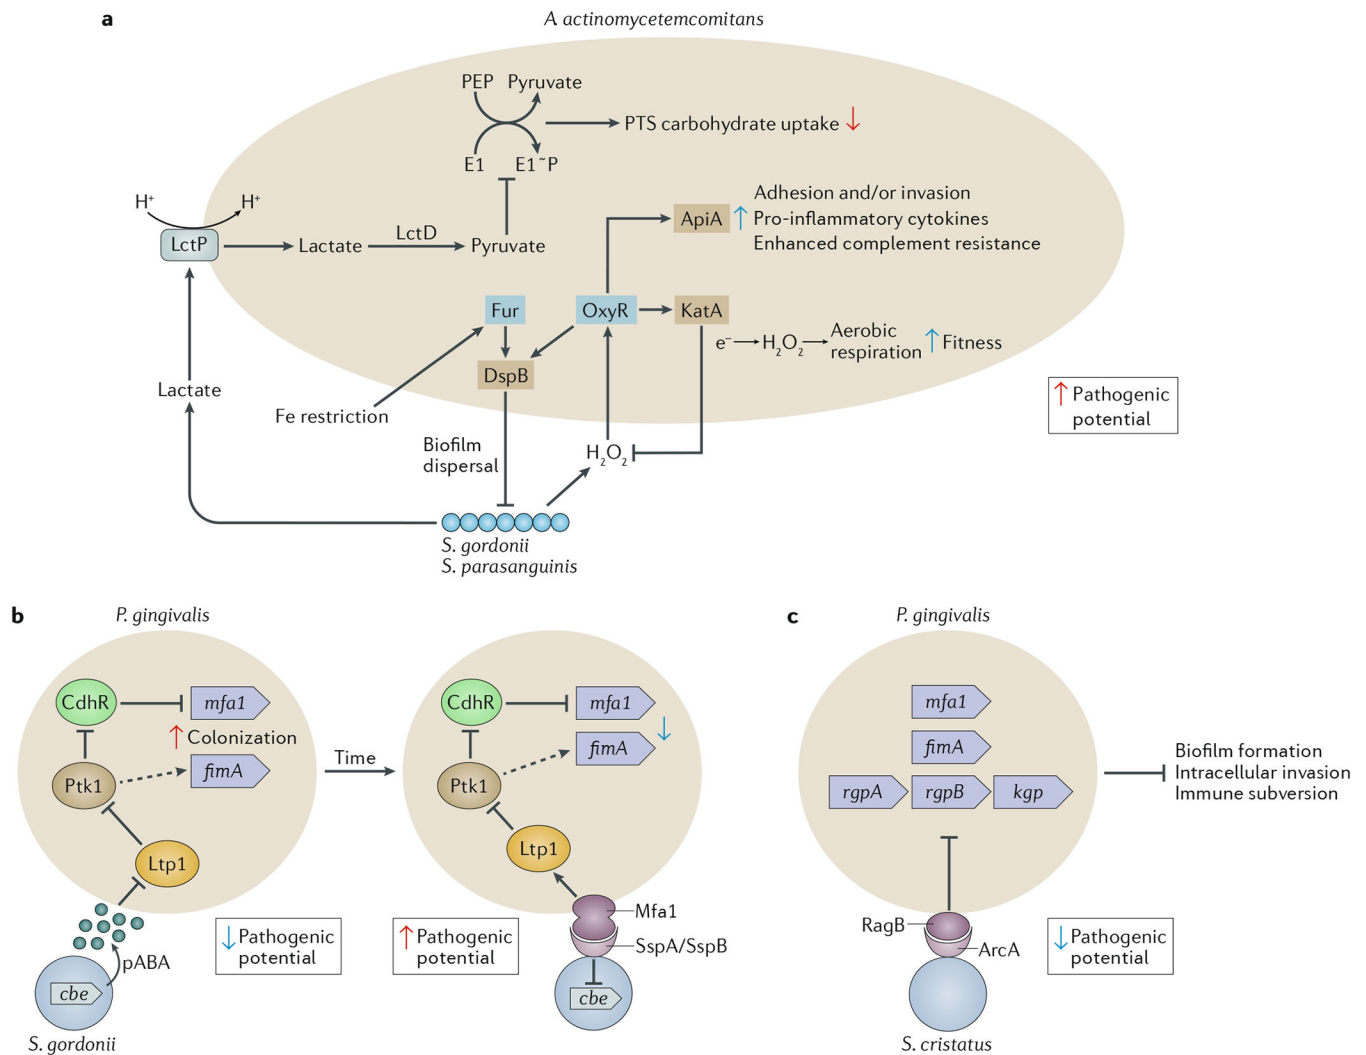 a
A. actinomycetemcomitans
PEP Pyruvate
PTS carbohydrate uptake ↓
E1 E1~P
H⁺ H⁺
LctP
Lactate
LctD
Pyruvate
ApiA
↑
Adhesion and/or invasion
Pro-inflammatory cytokines
Enhanced complement resistance
Fur
OxyR
KatA
e⁻ → H₂O₂ →
Aerobic
respiration
↑ Fitness
DspB
Lactate
Fe restriction
↑ Pathogenic
potential
Biofilm
dispersal
H₂O₂
S. gordonii
S. parasanguinis
b
P. gingivalis
CdhR
mfa1
↑ Colonization
Ptk1
fimA
Ltp1
pABA
cbe
S. gordonii
↓ Pathogenic
potential
Time
CdhR
mfa1
↓
fimA
Ptk1
Ltp1
Mfa1
SspA/SspB
cbe
↑ Pathogenic
potential
c
P. gingivalis
mfa1
fimA
rgpA rgpB kgp
Biofilm formation
Intracellular invasion
Immune subversion
RagB
ArcA
S. cristatus
↓ Pathogenic
potential